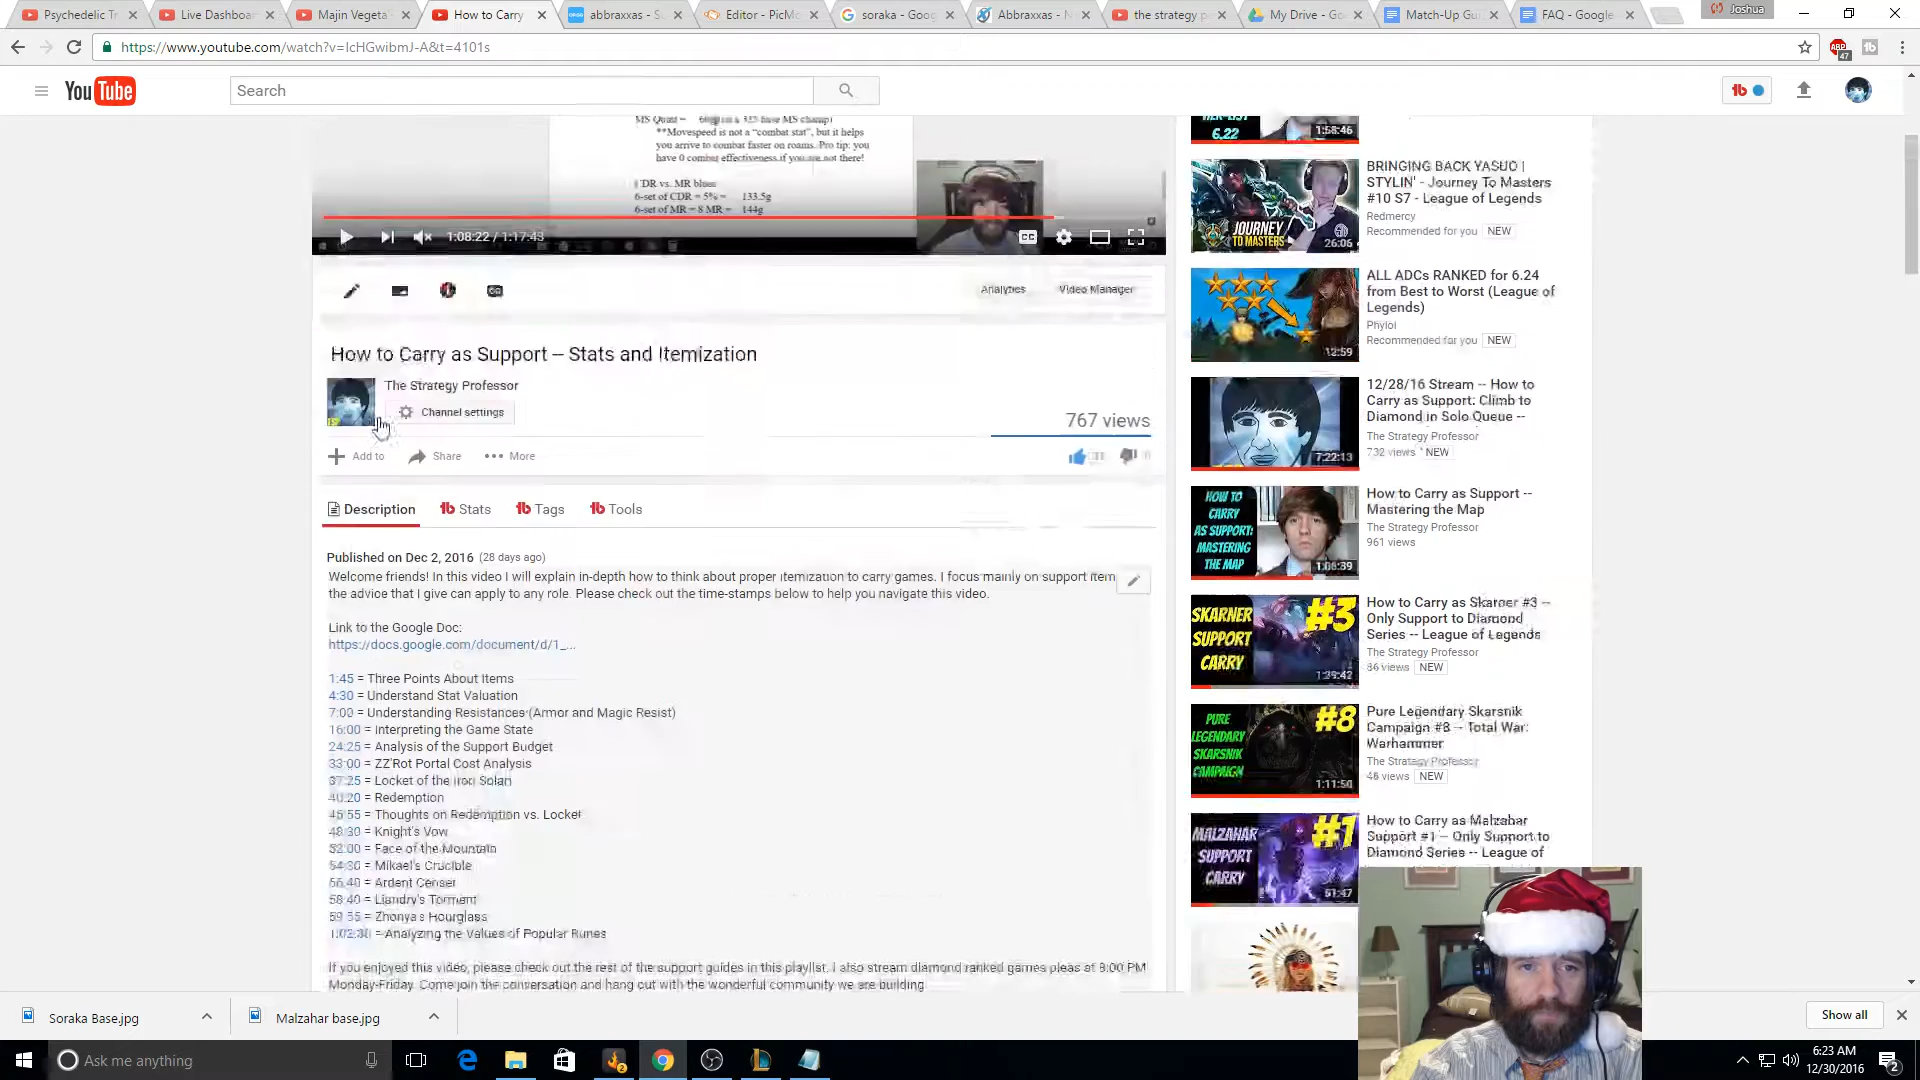 Psychedelic Tr
Live Dashboar
Majin Vegeta
How to Carry
abbraxxas - S
Editor - PicMo
soraka - Goog
Abbraxxas - N
the strategy p
My Drive - Goo
Match-Up Gu
FAQ - Google
Joshua
https://www.youtube.com/watch?v=IcHGwibmJ-A&t=4101s
ABP
47
YouTube
Search
**Movespeed is not a "combat stat", but it helps
you arrive to combat faster on roams. Pro tip: you
have 0 combat effectiveness if you are not there!
CDR vs. MR blues
6-set of CDR = 5% = 133.5g
6-set of MR = 8 MR = 144g
1:08:22 / 1:17:43
CC
Analytics
Video Manager
How to Carry as Support -- Stats and Itemization
The Strategy Professor
Channel settings
767 views
Add to
Share
More
Description
Stats
Tags
Tools
Published on Dec 2, 2016 (28 days ago)
Welcome friends! In this video I will explain in-depth how to think about proper itemization to carry games. I focus mainly on support item
the advice that I give can apply to any role. Please check out the time-stamps below to help you navigate this video.
Link to the Google Doc:
https://docs.google.com/document/d/1_...
1:45 = Three Points About Items
4:30 = Understand Stat Valuation
7:00 = Understanding Resistances (Armor and Magic Resist)
16:00 = Interpreting the Game State
24:25 = Analysis of the Support Budget
33:00 = ZZ'Rot Portal Cost Analysis
37:25 = Locket of the Iron Solari
40:20 = Redemption
45:55 = Thoughts on Redemption vs. Locket
48:30 = Knight's Vow
52:00 = Face of the Mountain
54:30 = Mikael's Crucible
56:40 = Ardent Censer
58:40 = Liandry's Torment
59:55 = Zhonya's Hourglass
1:02:30 = Analyzing the Values of Popular Runes
If you enjoyed this video, please check out the rest of the support guides in this playlist. I also stream diamond ranked games pleas at 8:00 PM
Monday-Friday. Come join the conversation and hang out with the wonderful community we are building
6.22
1:58:46
JOURNEY
TO MASTERS
26:06
BRINGING BACK YASUO |
STYLIN' - Journey To Masters
#10 S7 - League of Legends
Redmercy
Recommended for you NEW
12:59
ALL ADCs RANKED for 6.24
from Best to Worst (League of
Legends)
Phylol
Recommended for you NEW
7:22:13
12/28/16 Stream -- How to
Carry as Support: Climb to
Diamond in Solo Queue --
The Strategy Professor
732 views NEW
HOW TO
CARRY
AS SUPPORT:
MASTERING
THE MAP
1:06:39
How to Carry as Support --
Mastering the Map
The Strategy Professor
961 views
SKARNER
SUPPORT
CARRY
#3
1:29:42
How to Carry as Skarner #3 --
Only Support to Diamond
Series -- League of Legends
The Strategy Professor
86 views NEW
PURE
LEGENDARY
SKARSNIK
CAMPAIGN
#8
1:11:50
Pure Legendary Skarsnik
Campaign #8 -- Total War:
Warhammer
The Strategy Professor
46 views NEW
MALZAHAR
SUPPORT
CARRY
#1
51:47
How to Carry as Malzahar
Support #1 -- Only Support to
Diamond Series -- League of
Soraka Base.jpg
Malzahar base.jpg
Show all
Ask me anything
2
6:23 AM
12/30/2016
2